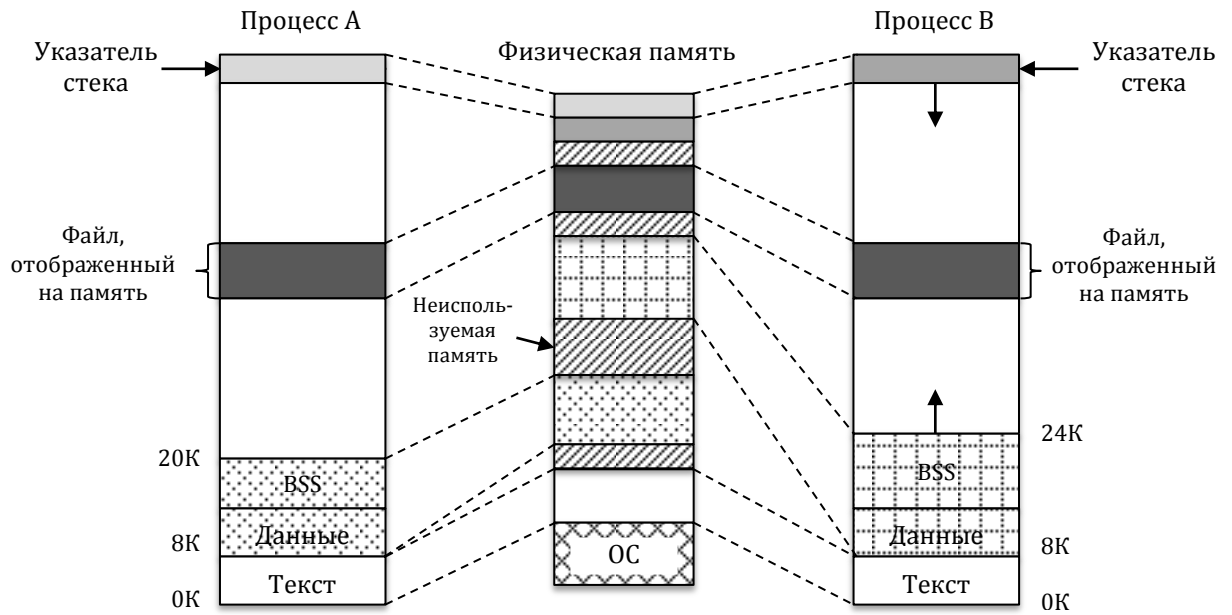 Процесс А
Физическая память
Процесс В
Указатель
стека
Указатель
стека
Файл,
отображенный
на память
Неисполь-
зуемая
память
Файл,
отображенный
на память
20К
BSS
Данные
8К
Текст
0К
ОС
24К
BSS
Данные
8К
Текст
0К